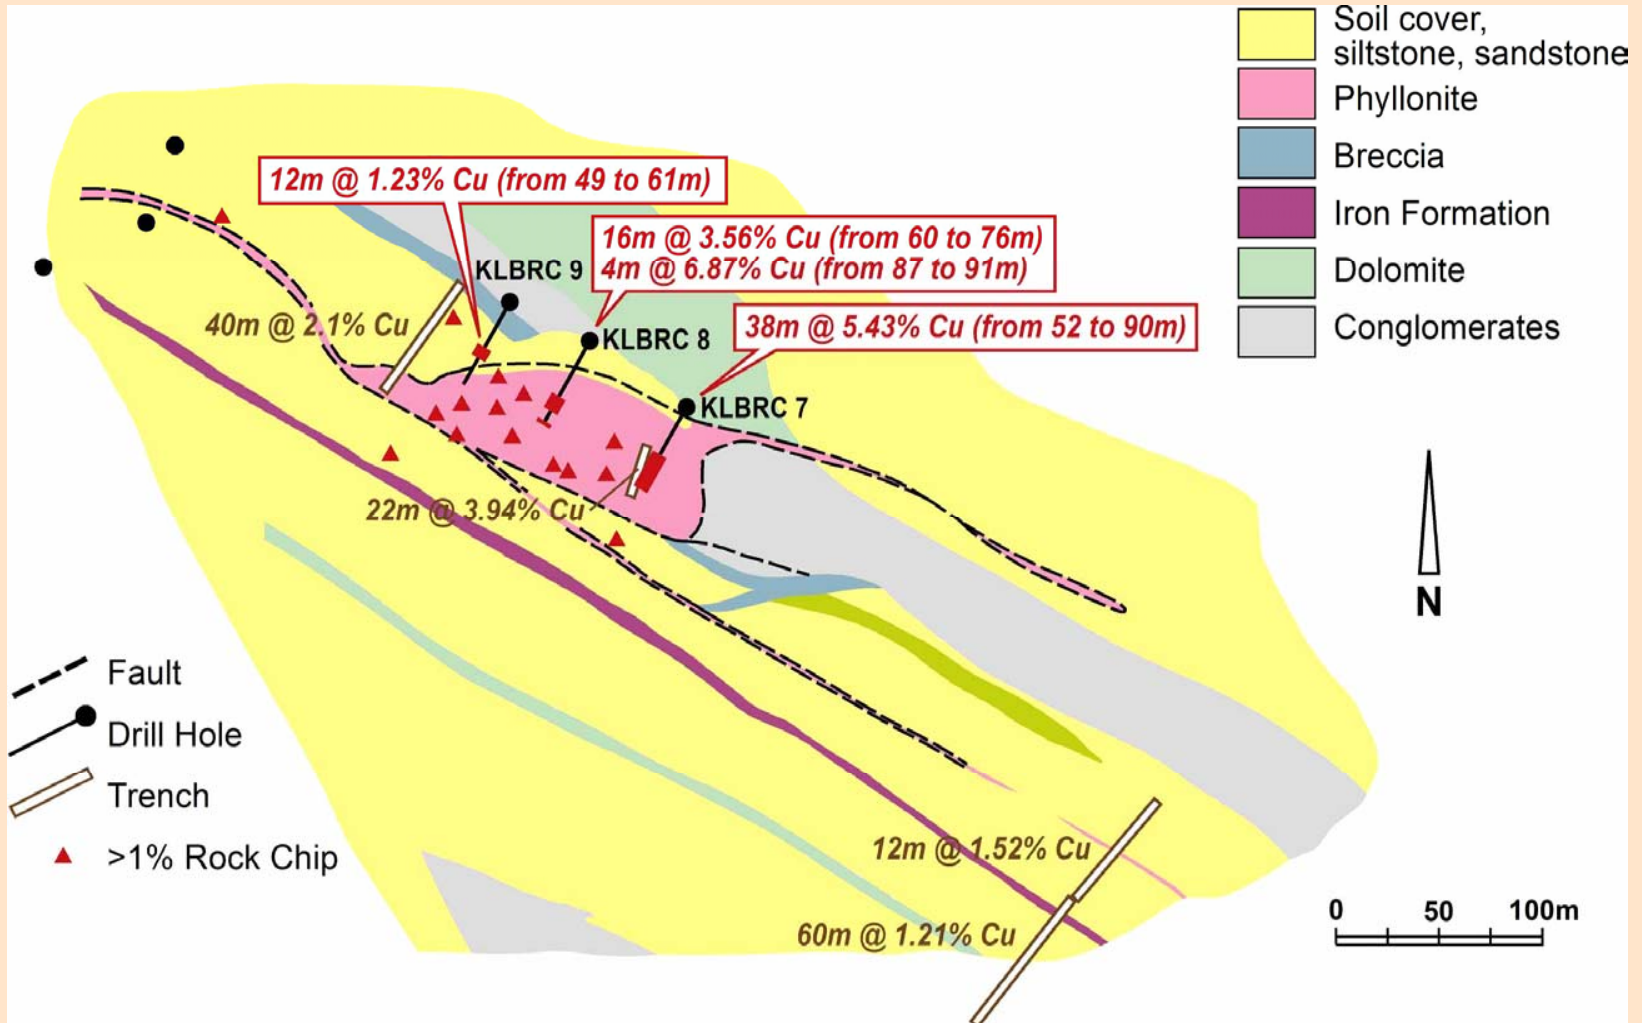 Soil cover,
siltstone, sandstone
Phyllonite
Breccia
Iron Formation
Dolomite
Conglomerates
12m @ 1.23% Cu (from 49 to 61m)
16m @ 3.56% Cu (from 60 to 76m)
4m @ 6.87% Cu (from 87 to 91m)
KLBRC 9
38m @ 5.43% Cu (from 52 to 90m)
40m @ 2.1% Cu
KLBRC 8
KLBRC 7
22m @ 3.94% Cu
N
Fault
Drill Hole
Trench
>1% Rock Chip
12m @ 1.52% Cu
60m @ 1.21% Cu
0 50 100m